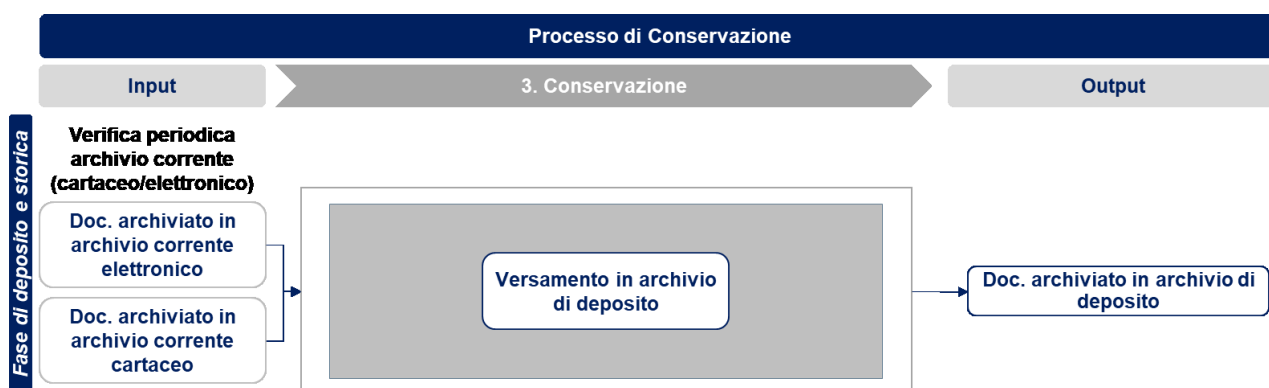 Processo di Conservazione
Input
3. Conservazione
Output
Fase di deposito e storica
Verifica periodica
archivio corrente
(cartaceo/elettronico)
Doc. archiviato in
archivio corrente
elettronico
Doc. archiviato in
archivio corrente
cartaceo
Versamento in archivio
di deposito
Doc. archiviato in archivio di
deposito